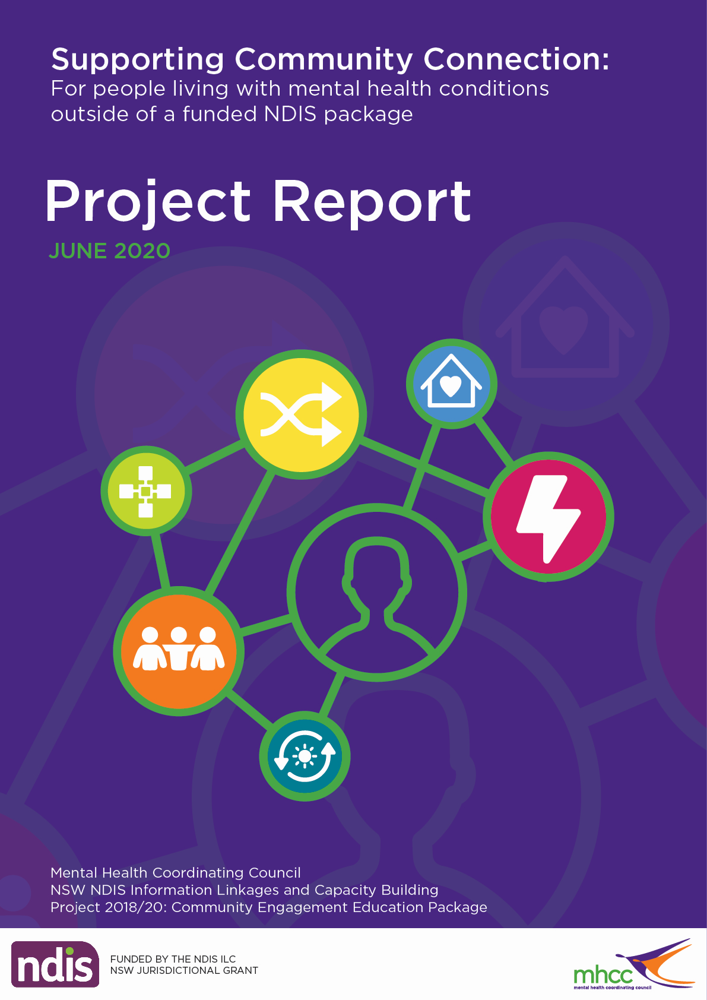 Supporting Community Connection:
For people living with mental health conditions
outside of a funded NDIS package
Project Report
JUNE 2020
Mental Health Coordinating Council
NSW NDIS Information Linkages and Capacity Building
Project 2018/20: Community Engagement Education Package
ndis
FUNDED BY THE NDIS ILC
NSW JURISDICTIONAL GRANT
mhcc
mental health coordinating council